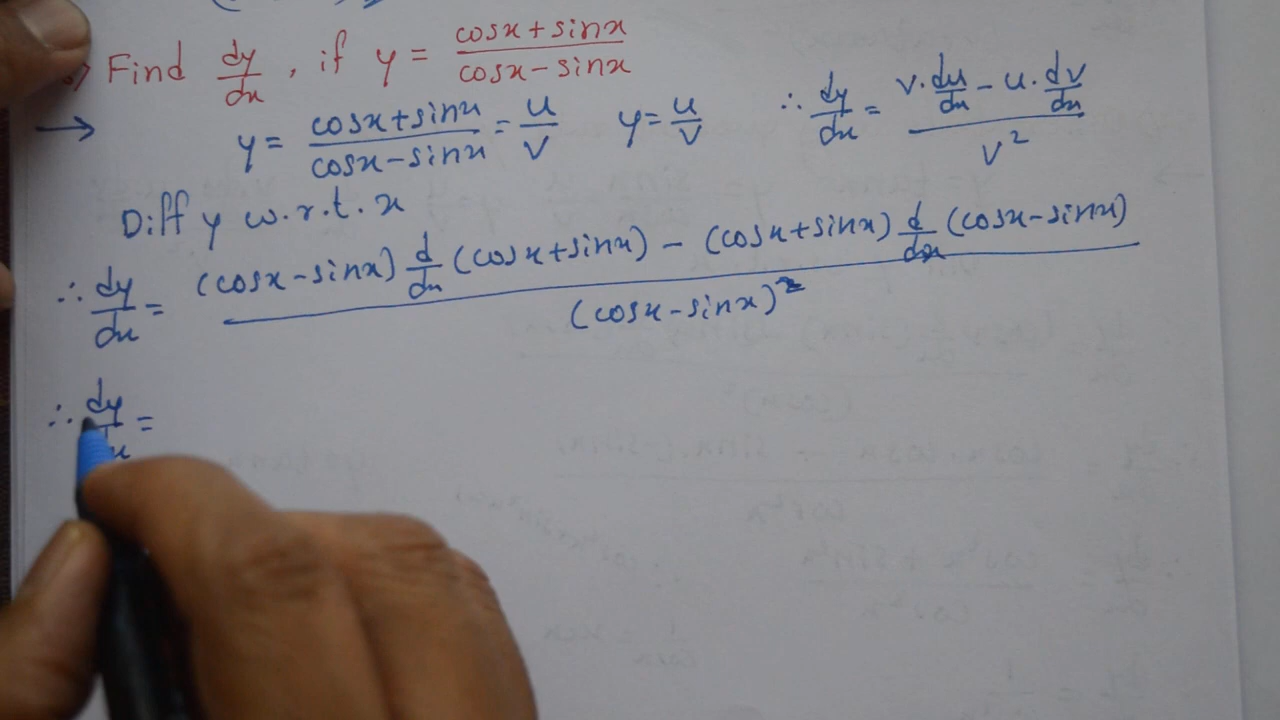 Find dy/dx, if y = cosx+sinx/cosx-sinx
→ y = cosx+sinx/cosx-sinx = u/v y = u/v ∴ dy/dx = v.du/dx - u.dv/dx/v²
Diff y w.r.t. x
∴ dy/dx = (cosx-sinx) d/dx (cosx+sinx) - (cosx+sinx) d/dx (cosx-sinx)/(cosx-sinx)²
∴ dy/dx =